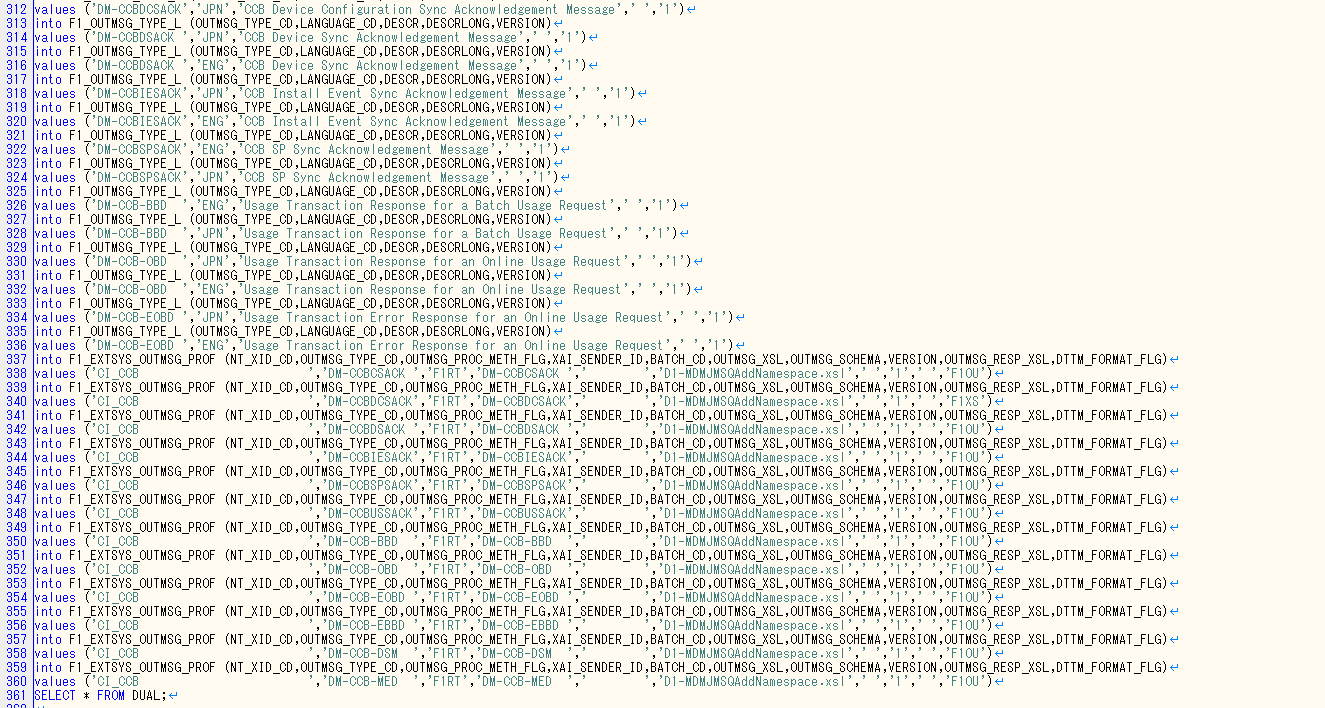 312 values ('DM-CCBDCSACK','JPN','CCB Device Configuration Sync Acknowledgement Message',' ','1')↵
313 into F1_OUTMSG_TYPE_L (OUTMSG_TYPE_CD,LANGUAGE_CD,DESCR,DESCRLONG,VERSION)↵
314 values ('DM-CCBDSACK ','JPN','CCB Device Sync Acknowledgement Message',' ','1')↵
315 into F1_OUTMSG_TYPE_L (OUTMSG_TYPE_CD,LANGUAGE_CD,DESCR,DESCRLONG,VERSION)↵
316 values ('DM-CCBDSACK ','ENG','CCB Device Sync Acknowledgement Message',' ','1')↵
317 into F1_OUTMSG_TYPE_L (OUTMSG_TYPE_CD,LANGUAGE_CD,DESCR,DESCRLONG,VERSION)↵
318 values ('DM-CCBIESACK','JPN','CCB Install Event Sync Acknowledgement Message',' ','1')↵
319 into F1_OUTMSG_TYPE_L (OUTMSG_TYPE_CD,LANGUAGE_CD,DESCR,DESCRLONG,VERSION)↵
320 values ('DM-CCBIESACK','ENG','CCB Install Event Sync Acknowledgement Message',' ','1')↵
321 into F1_OUTMSG_TYPE_L (OUTMSG_TYPE_CD,LANGUAGE_CD,DESCR,DESCRLONG,VERSION)↵
322 values ('DM-CCBSPSACK','ENG','CCB SP Sync Acknowledgement Message',' ','1')↵
323 into F1_OUTMSG_TYPE_L (OUTMSG_TYPE_CD,LANGUAGE_CD,DESCR,DESCRLONG,VERSION)↵
324 values ('DM-CCBSPSACK','JPN','CCB SP Sync Acknowledgement Message',' ','1')↵
325 into F1_OUTMSG_TYPE_L (OUTMSG_TYPE_CD,LANGUAGE_CD,DESCR,DESCRLONG,VERSION)↵
326 values ('DM-CCB-BBD  ','ENG','Usage Transaction Response for a Batch Usage Request',' ','1')↵
327 into F1_OUTMSG_TYPE_L (OUTMSG_TYPE_CD,LANGUAGE_CD,DESCR,DESCRLONG,VERSION)↵
328 values ('DM-CCB-BBD  ','JPN','Usage Transaction Response for a Batch Usage Request',' ','1')↵
329 into F1_OUTMSG_TYPE_L (OUTMSG_TYPE_CD,LANGUAGE_CD,DESCR,DESCRLONG,VERSION)↵
330 values ('DM-CCB-OBD  ','JPN','Usage Transaction Response for an Online Usage Request',' ','1')↵
331 into F1_OUTMSG_TYPE_L (OUTMSG_TYPE_CD,LANGUAGE_CD,DESCR,DESCRLONG,VERSION)↵
332 values ('DM-CCB-OBD  ','ENG','Usage Transaction Response for an Online Usage Request',' ','1')↵
333 into F1_OUTMSG_TYPE_L (OUTMSG_TYPE_CD,LANGUAGE_CD,DESCR,DESCRLONG,VERSION)↵
334 values ('DM-CCB-EOBD ','JPN','Usage Transaction Error Response for an Online Usage Request',' ','1')↵
335 into F1_OUTMSG_TYPE_L (OUTMSG_TYPE_CD,LANGUAGE_CD,DESCR,DESCRLONG,VERSION)↵
336 values ('DM-CCB-EOBD ','ENG','Usage Transaction Error Response for an Online Usage Request',' ','1')↵
337 into F1_EXTSYS_OUTMSG_PROF (NT_XID_CD,OUTMSG_TYPE_CD,OUTMSG_PROC_METH_FLG,XAI_SENDER_ID,BATCH_CD,OUTMSG_XSL,OUTMSG_SCHEMA,VERSION,OUTMSG_RESP_XSL,DTTM_FORMAT_FLG)↵
338 values ('CI_CCB                        ','DM-CCBCSACK ','F1RT','DM-CCBCSACK ','        ','D1-MDMJMSQAddNamespace.xsl',' ','1',' ','F1OU')↵
339 into F1_EXTSYS_OUTMSG_PROF (NT_XID_CD,OUTMSG_TYPE_CD,OUTMSG_PROC_METH_FLG,XAI_SENDER_ID,BATCH_CD,OUTMSG_XSL,OUTMSG_SCHEMA,VERSION,OUTMSG_RESP_XSL,DTTM_FORMAT_FLG)↵
340 values ('CI_CCB                        ','DM-CCBDCSACK','F1RT','DM-CCBDCSACK','        ','D1-MDMJMSQAddNamespace.xsl',' ','1',' ','F1XS')↵
341 into F1_EXTSYS_OUTMSG_PROF (NT_XID_CD,OUTMSG_TYPE_CD,OUTMSG_PROC_METH_FLG,XAI_SENDER_ID,BATCH_CD,OUTMSG_XSL,OUTMSG_SCHEMA,VERSION,OUTMSG_RESP_XSL,DTTM_FORMAT_FLG)↵
342 values ('CI_CCB                        ','DM-CCBDSACK ','F1RT','DM-CCBDSACK ','        ','D1-MDMJMSQAddNamespace.xsl',' ','1',' ','F1OU')↵
343 into F1_EXTSYS_OUTMSG_PROF (NT_XID_CD,OUTMSG_TYPE_CD,OUTMSG_PROC_METH_FLG,XAI_SENDER_ID,BATCH_CD,OUTMSG_XSL,OUTMSG_SCHEMA,VERSION,OUTMSG_RESP_XSL,DTTM_FORMAT_FLG)↵
344 values ('CI_CCB                        ','DM-CCBIESACK','F1RT','DM-CCBIESACK','        ','D1-MDMJMSQAddNamespace.xsl',' ','1',' ','F1OU')↵
345 into F1_EXTSYS_OUTMSG_PROF (NT_XID_CD,OUTMSG_TYPE_CD,OUTMSG_PROC_METH_FLG,XAI_SENDER_ID,BATCH_CD,OUTMSG_XSL,OUTMSG_SCHEMA,VERSION,OUTMSG_RESP_XSL,DTTM_FORMAT_FLG)↵
346 values ('CI_CCB                        ','DM-CCBSPSACK','F1RT','DM-CCBSPSACK','        ','D1-MDMJMSQAddNamespace.xsl',' ','1',' ','F1OU')↵
347 into F1_EXTSYS_OUTMSG_PROF (NT_XID_CD,OUTMSG_TYPE_CD,OUTMSG_PROC_METH_FLG,XAI_SENDER_ID,BATCH_CD,OUTMSG_XSL,OUTMSG_SCHEMA,VERSION,OUTMSG_RESP_XSL,DTTM_FORMAT_FLG)↵
348 values ('CI_CCB                        ','DM-CCBUSSACK','F1RT','DM-CCBUSSACK','        ','D1-MDMJMSQAddNamespace.xsl',' ','1',' ','F1OU')↵
349 into F1_EXTSYS_OUTMSG_PROF (NT_XID_CD,OUTMSG_TYPE_CD,OUTMSG_PROC_METH_FLG,XAI_SENDER_ID,BATCH_CD,OUTMSG_XSL,OUTMSG_SCHEMA,VERSION,OUTMSG_RESP_XSL,DTTM_FORMAT_FLG)↵
350 values ('CI_CCB                        ','DM-CCB-BBD  ','F1RT','DM-CCB-BBD  ','        ','D1-MDMJMSQAddNamespace.xsl',' ','1',' ','F1OU')↵
351 into F1_EXTSYS_OUTMSG_PROF (NT_XID_CD,OUTMSG_TYPE_CD,OUTMSG_PROC_METH_FLG,XAI_SENDER_ID,BATCH_CD,OUTMSG_XSL,OUTMSG_SCHEMA,VERSION,OUTMSG_RESP_XSL,DTTM_FORMAT_FLG)↵
352 values ('CI_CCB                        ','DM-CCB-OBD  ','F1RT','DM-CCB-OBD  ','        ','D1-MDMJMSQAddNamespace.xsl',' ','1',' ','F1OU')↵
353 into F1_EXTSYS_OUTMSG_PROF (NT_XID_CD,OUTMSG_TYPE_CD,OUTMSG_PROC_METH_FLG,XAI_SENDER_ID,BATCH_CD,OUTMSG_XSL,OUTMSG_SCHEMA,VERSION,OUTMSG_RESP_XSL,DTTM_FORMAT_FLG)↵
354 values ('CI_CCB                        ','DM-CCB-EOBD ','F1RT','DM-CCB-EOBD ','        ','D1-MDMJMSQAddNamespace.xsl',' ','1',' ','F1OU')↵
355 into F1_EXTSYS_OUTMSG_PROF (NT_XID_CD,OUTMSG_TYPE_CD,OUTMSG_PROC_METH_FLG,XAI_SENDER_ID,BATCH_CD,OUTMSG_XSL,OUTMSG_SCHEMA,VERSION,OUTMSG_RESP_XSL,DTTM_FORMAT_FLG)↵
356 values ('CI_CCB                        ','DM-CCB-EBBD ','F1RT','DM-CCB-EBBD ','        ','D1-MDMJMSQAddNamespace.xsl',' ','1',' ','F1OU')↵
357 into F1_EXTSYS_OUTMSG_PROF (NT_XID_CD,OUTMSG_TYPE_CD,OUTMSG_PROC_METH_FLG,XAI_SENDER_ID,BATCH_CD,OUTMSG_XSL,OUTMSG_SCHEMA,VERSION,OUTMSG_RESP_XSL,DTTM_FORMAT_FLG)↵
358 values ('CI_CCB                        ','DM-CCB-DSM  ','F1RT','DM-CCB-DSM  ','        ','D1-MDMJMSQAddNamespace.xsl',' ','1',' ','F1OU')↵
359 into F1_EXTSYS_OUTMSG_PROF (NT_XID_CD,OUTMSG_TYPE_CD,OUTMSG_PROC_METH_FLG,XAI_SENDER_ID,BATCH_CD,OUTMSG_XSL,OUTMSG_SCHEMA,VERSION,OUTMSG_RESP_XSL,DTTM_FORMAT_FLG)↵
360 values ('CI_CCB                        ','DM-CCB-MED  ','F1RT','DM-CCB-MED  ','        ','D1-MDMJMSQAddNamespace.xsl',' ','1',' ','F1OU')↵
361 SELECT * FROM DUAL;↵